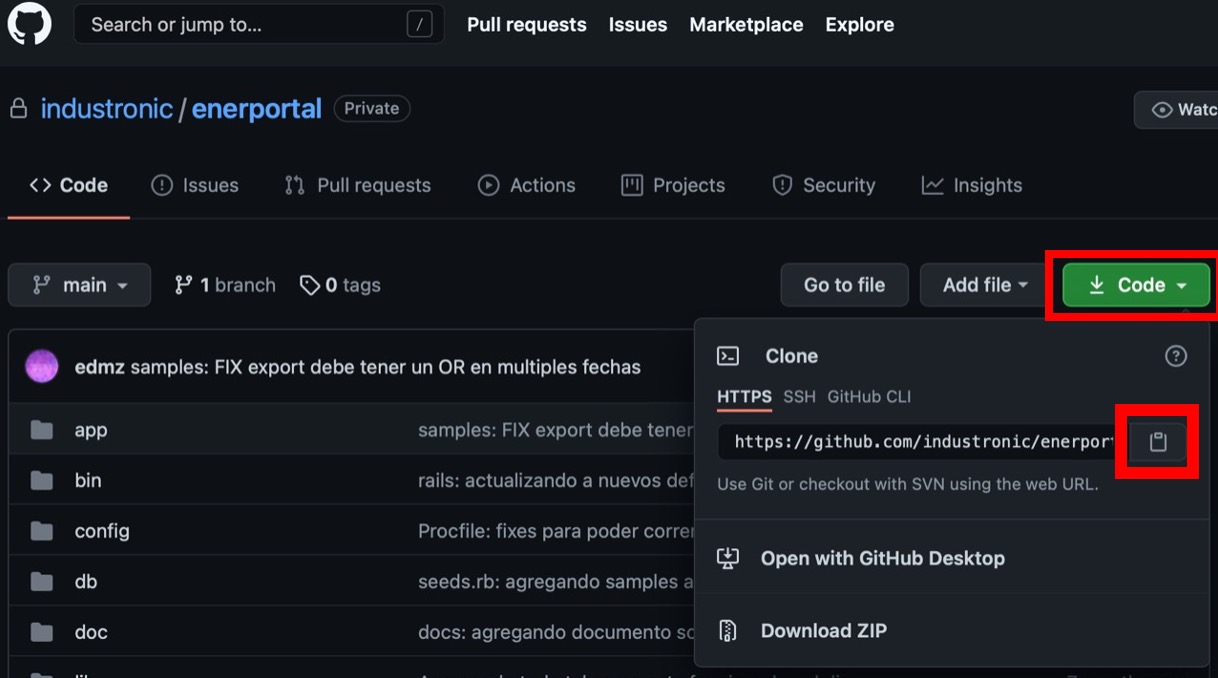 Search or jump to... /
Pull requests Issues Marketplace Explore
industronic / enerportal Private
Watc
Code Issues Pull requests Actions Projects Security Insights
main 1 branch 0 tags Go to file Add file Code
edmz samples: FIX export debe tener un OR en multiples fechas
Clone
HTTPS SSH GitHub CLI
app samples: FIX export debe tener
https://github.com/industronic/enerport
bin rails: actualizando a nuevos def
Use Git or checkout with SVN using the web URL.
config Procfile: fixes para poder correr
Open with GitHub Desktop
db seeds.rb: agregando samples a
doc docs: agregando documento so
Download ZIP